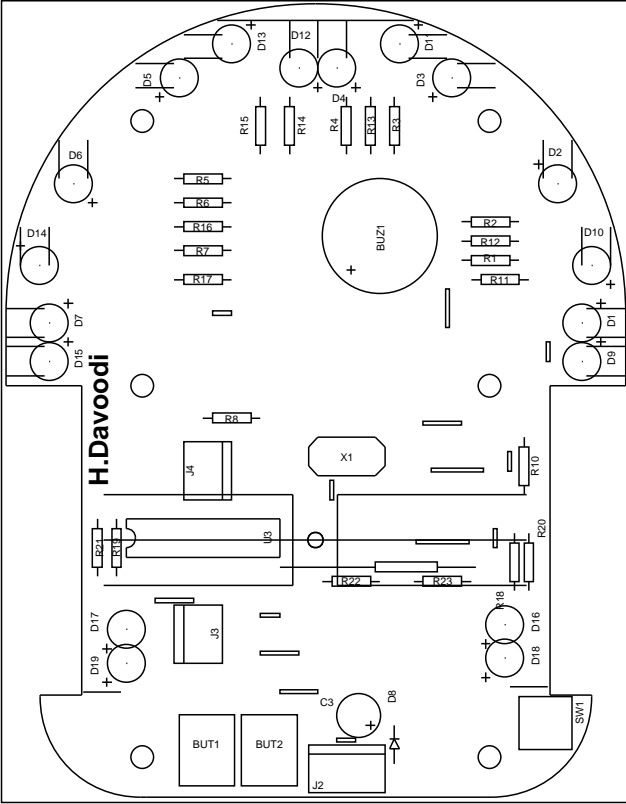 D13
D12
D11
D5
D4
D3
R15
R14
R4
R13
R3
D6
D2
R5
R6
R16
R7
R17
BUZ1
R2
R12
R1
R11
D14
D10
D7
D15
D1
D9
H.Davoodi
R8
J4
X1
R10
R21
R19
U3
R20
R22
R23
R18
D17
D19
J3
D16
D18
C3
D8
SW1
BUT1
BUT2
J2